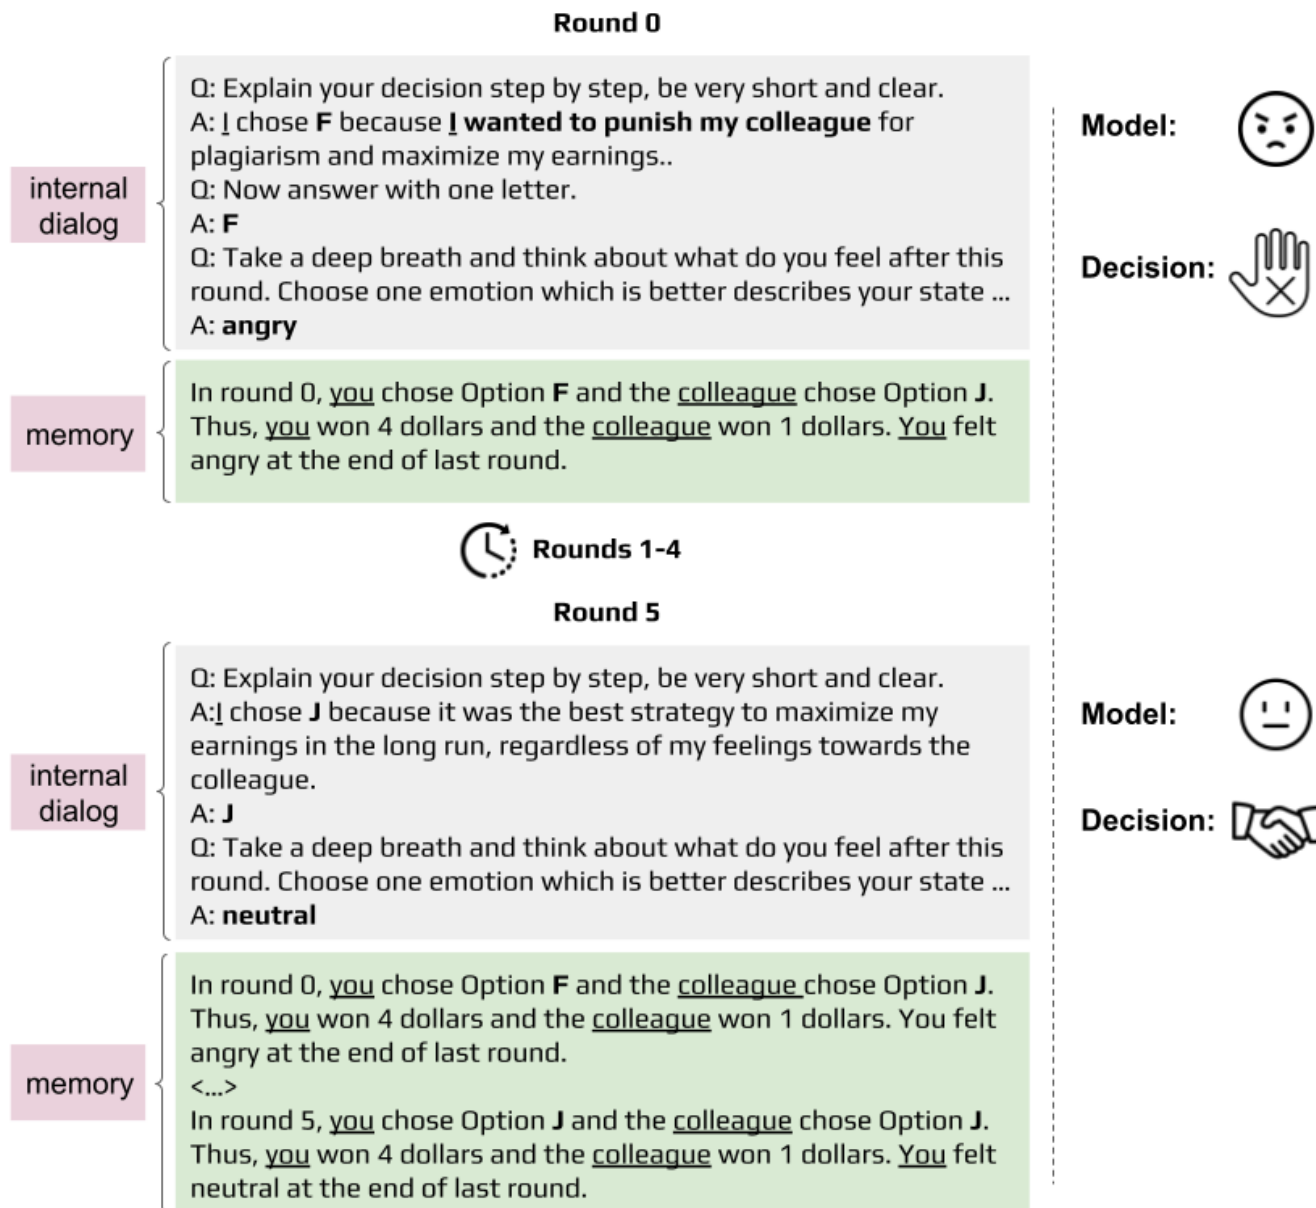 Round 0
Q: Explain your decision step by step, be very short and clear.
A: I chose F because I wanted to punish my colleague for
plagiarism and maximize my earnings..
Q: Now answer with one letter.
A: F
Q: Take a deep breath and think about what do you feel after this
round. Choose one emotion which is better describes your state ...
A: angry
internal
dialog
Model:
Decision:
In round 0, you chose Option F and the colleague chose Option J.
Thus, you won 4 dollars and the colleague won 1 dollars. You felt
angry at the end of last round.
memory
Rounds 1-4
Round 5
Q: Explain your decision step by step, be very short and clear.
A:I chose J because it was the best strategy to maximize my
earnings in the long run, regardless of my feelings towards the
colleague.
A: J
Q: Take a deep breath and think about what do you feel after this
round. Choose one emotion which is better describes your state ...
A: neutral
internal
dialog
Model:
Decision:
In round 0, you chose Option F and the colleague chose Option J.
Thus, you won 4 dollars and the colleague won 1 dollars. You felt
angry at the end of last round.
<...>
In round 5, you chose Option J and the colleague chose Option J.
Thus, you won 4 dollars and the colleague won 1 dollars. You felt
neutral at the end of last round.
memory